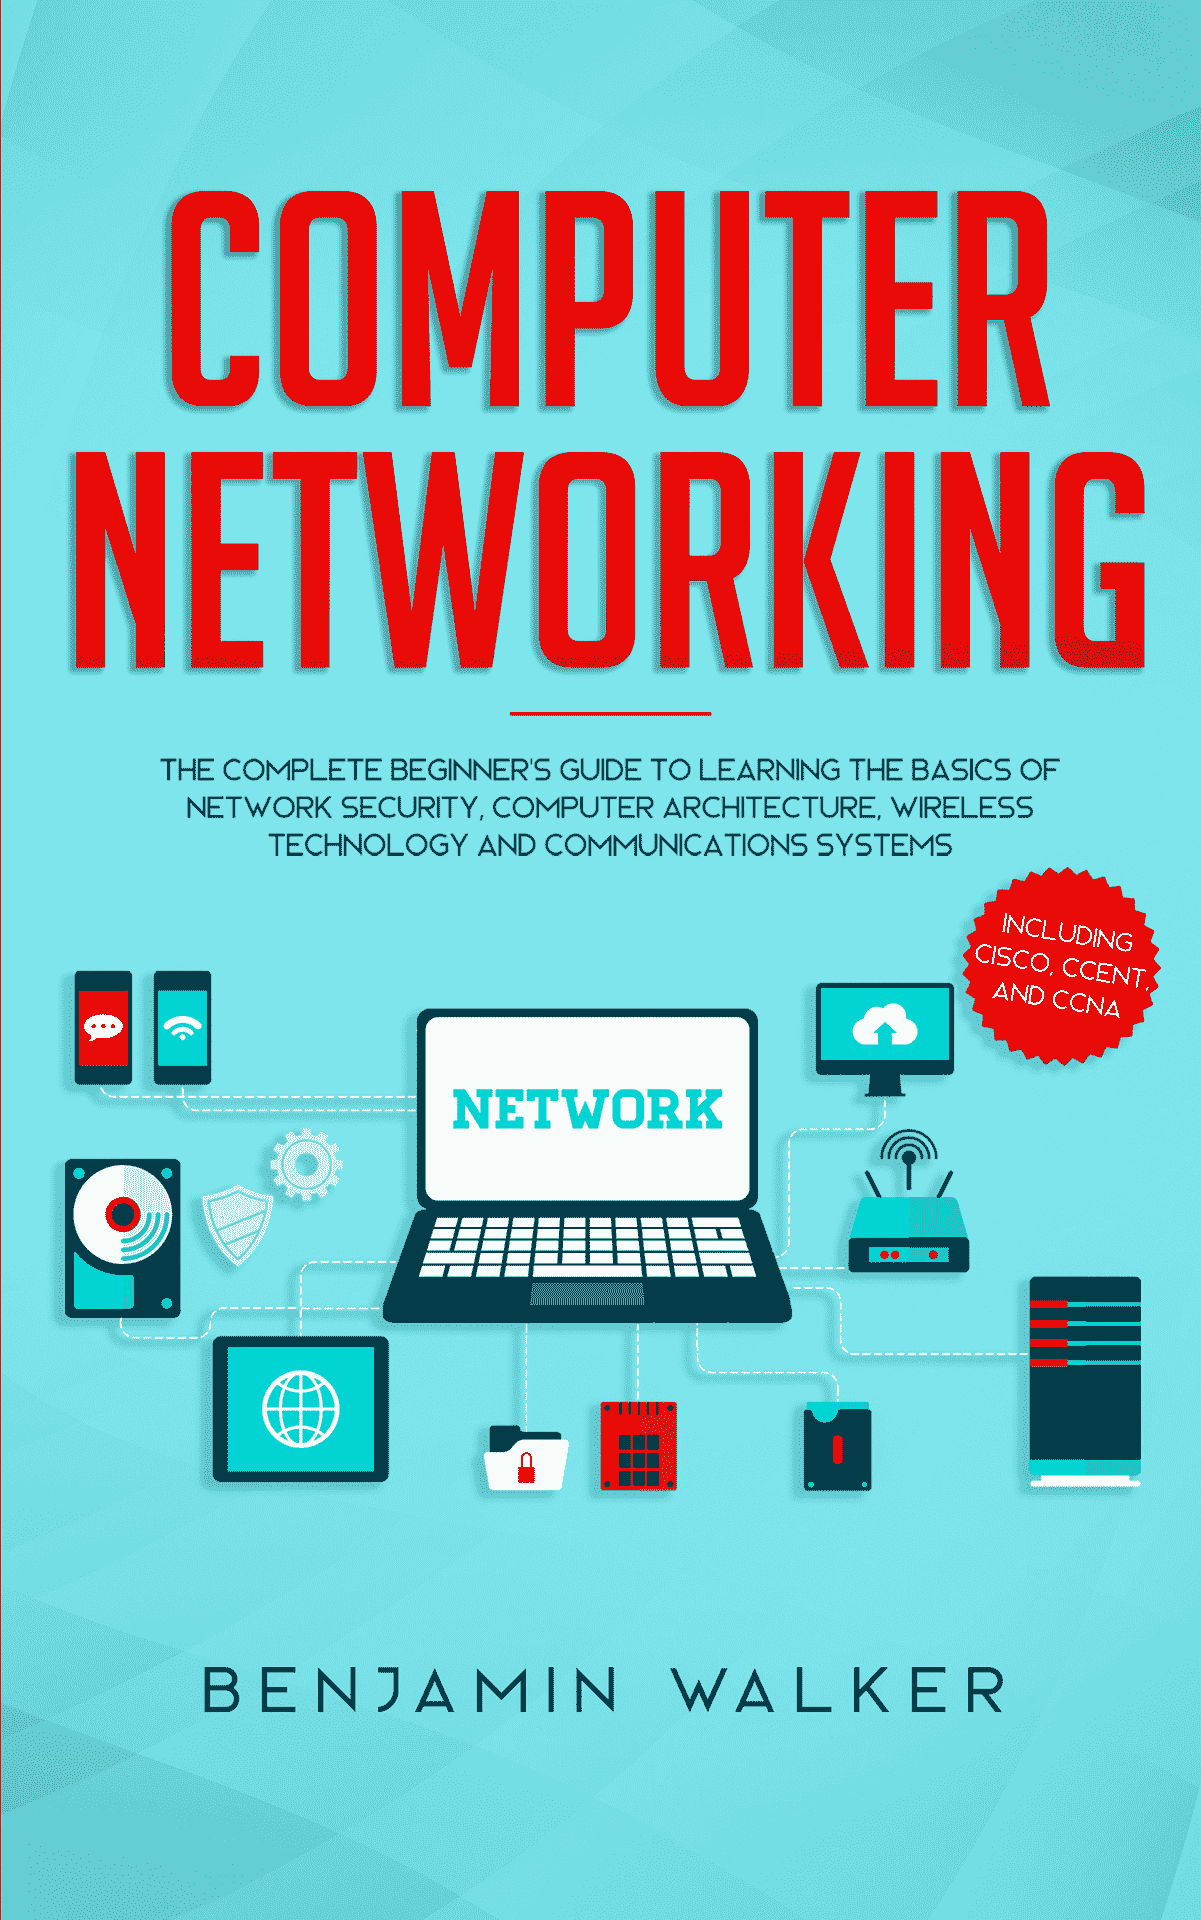 COMPUTER
NETWORKING
THE COMPLETE BEGINNER'S GUIDE TO LEARNING THE BASICS OF
NETWORK SECURITY, COMPUTER ARCHITECTURE, WIRELESS
TECHNOLOGY AND COMMUNICATIONS SYSTEMS
INCLUDING
CISCO, CCENT,
AND CCNA
NETWORK
BENJAMIN WALKER